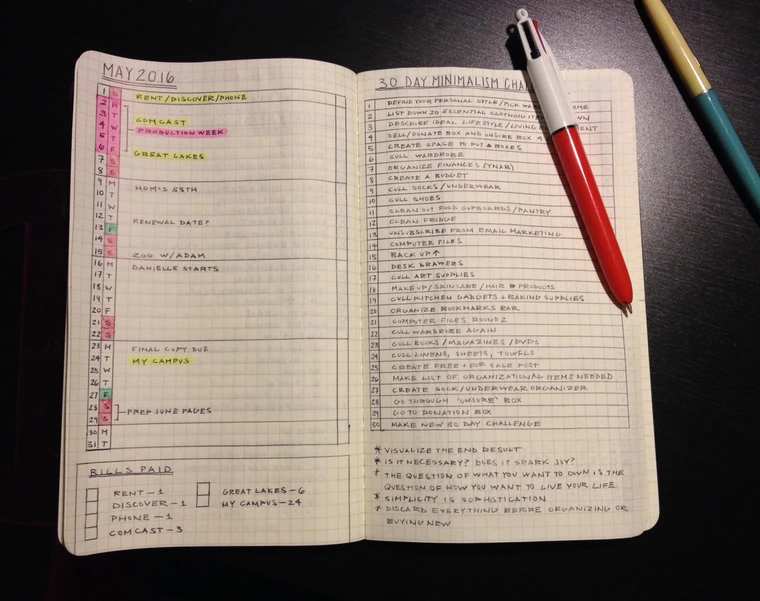 MAY 2016
1 S RENT/DISCOVER/PHONE
2 M
3 T COMCAST
4 W PRODUCTION WEEK
5 T
6 F GREAT LAKES
7 S
8 S
9 M MOM'S 55TH
10 T
11 W
12 T RENEWAL DATE?
13 F
14 S
15 S ZOO W/ADAM
16 M DANIELLE STARTS
17 T
18 W
19 T
20 F
21 S
22 S
23 M FINAL COPY DUE
24 T MY CAMPUS
25 W
26 T
27 F
28 S PREP JUNE PAGES
29 S
30 M
31 T
BILLS PAID
RENT-1
DISCOVER-1
PHONE-1
COMCAST-3
GREAT LAKES-6
MY CAMPUS-24
30 DAY MINIMALISM
1 DEFINE YOUR PERSONAL STYLE/PICK
2 LIST DOWN 20 ESSENTIAL CLOTHING
3 DESCRIBE IDEAL LIFESTYLE/LIVING
4 SELL/DONATE BOX AND UNSURE BOX
5 CREATE SPACE TO PUT 2 BOXES
6 CULL WARDROBE
7 ORGANIZE FINANCES (YNAB)
8 CREATE A BUDGET
9 CULL SOCKS/UNDERWEAR
10 CULL SHOES
11 CLEAN OUT FOOD CUPBOARDS/PANTRY
12 CLEAN FRIDGE
13 UNSUBSCRIBE FROM EMAIL MARKETING
14 COMPUTER FILES
15 BACK UP↑
16 DESK DRAWERS
17 CULL ART SUPPLIES
18 MAKEUP/SKINCARE/HAIR PRODUCTS
19 CULL KITCHEN GADGETS + BAKING SUPPLIES
20 ORGANIZE BOOKMARKS BAR
21 COMPUTER FILES ROUND 2
22 CULL WARDROBE AGAIN
23 CULL BOOKS/MAGAZINES/DVDS
24 CULL LINENS, SHEETS, TOWELS
25 CREATE FREE + FOR SALE POST
26 MAKE LIST OF ORGANIZATIONAL ITEMS NEEDED
27 CREATE SOCK/UNDERWEAR ORGANIZER
28 GO THROUGH 'UNSURE' BOX
29 GO TO DONATION BOX
30 MAKE NEW 30 DAY CHALLENGE
* VISUALIZE THE END RESULT
* IS IT NECESSARY? DOES IT SPARK JOY?
* THE QUESTION OF WHAT YOU WANT TO OWN IS THE
QUESTION OF HOW YOU WANT TO LIVE YOUR LIFE
* SIMPLICITY IS SOPHISTICATION
* DISCARD EVERYTHING BEFORE ORGANIZING OR
BUYING NEW